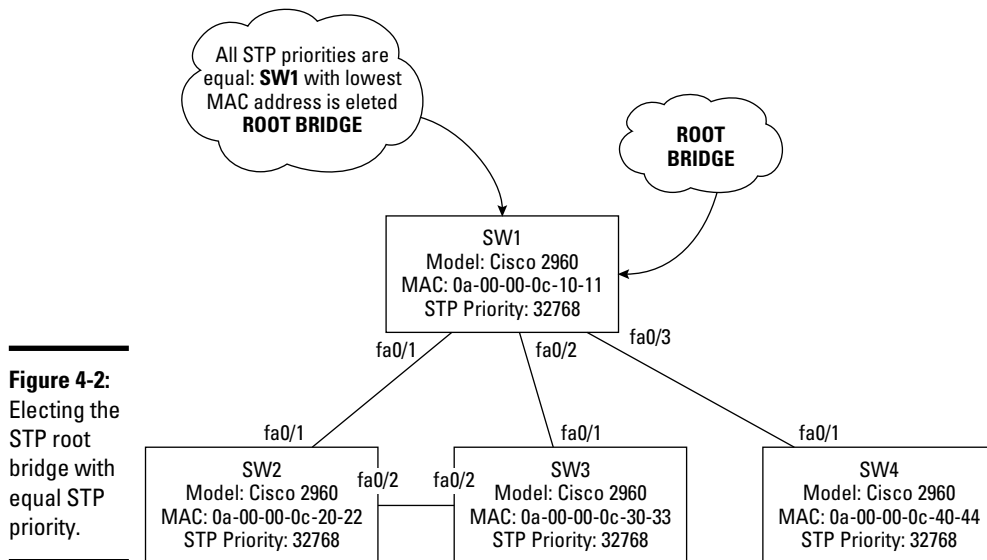 All STP priorities are
equal: SW1 with lowest
MAC address is eleted
ROOT BRIDGE
ROOT
BRIDGE
SW1
Model: Cisco 2960
MAC: 0a-00-00-0c-10-11
STP Priority: 32768
fa0/1
fa0/2
fa0/3
Figure 4-2:
Electing the
STP root
bridge with
equal STP
priority.
fa0/1
fa0/1
fa0/1
SW2
Model: Cisco 2960
MAC: 0a-00-00-0c-20-22
STP Priority: 32768
fa0/2
fa0/2
SW3
Model: Cisco 2960
MAC: 0a-00-00-0c-30-33
STP Priority: 32768
SW4
Model: Cisco 2960
MAC: 0a-00-00-0c-40-44
STP Priority: 32768